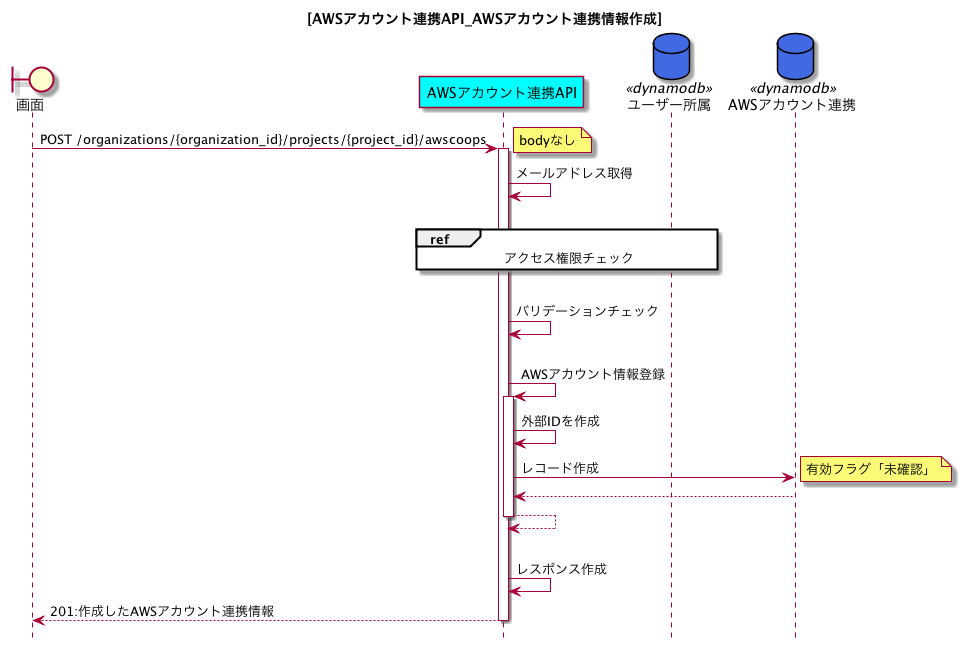 [AWSアカウント連携API_AWSアカウント連携情報作成]
画面
AWSアカウント連携API
«dynamodb»
ユーザー所属
«dynamodb»
AWSアカウント連携
POST /organizations/{organization_id}/projects/{project_id}/awscoops
bodyなし
メールアドレス取得
ref
アクセス権限チェック
バリデーションチェック
AWSアカウント情報登録
外部IDを作成
レコード作成
有効フラグ「未確認」
レスポンス作成
201:作成したAWSアカウント連携情報